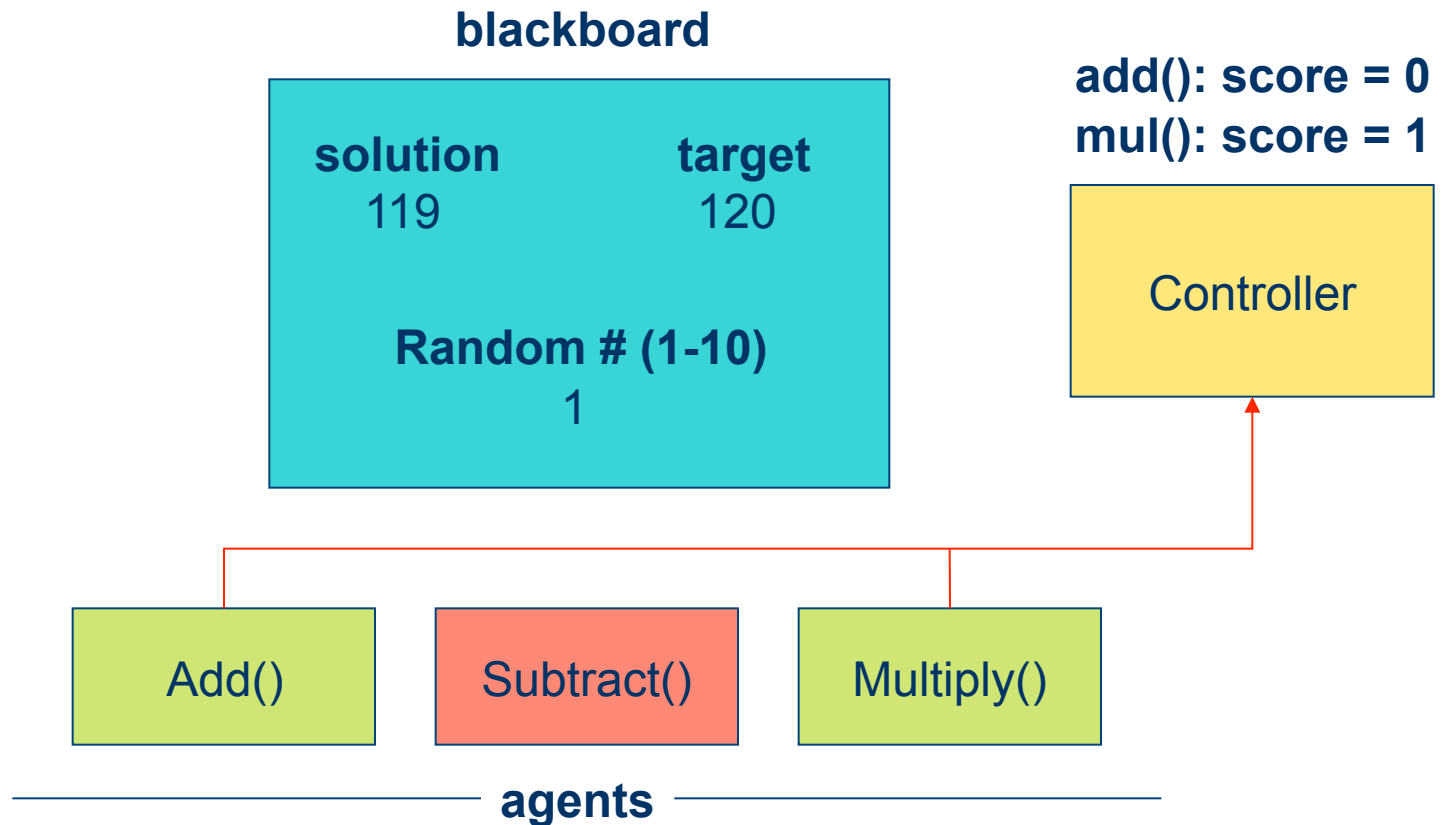 blackboard
add(): score = 0
mul(): score = 1
solution target
119 120
Random # (1-10)
1
Controller
Add() Subtract() Multiply()
agents